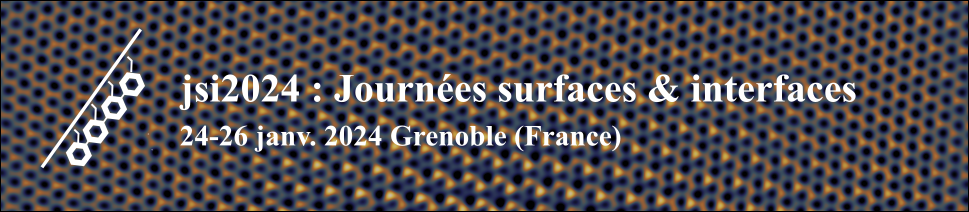 jsi2024 : Journées surfaces & interfaces
24-26 janv. 2024 Grenoble (France)